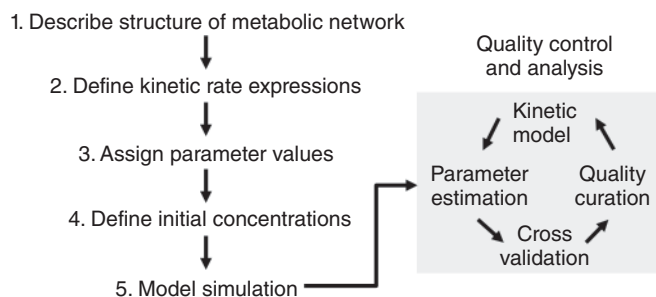 1. Describe structure of metabolic network
2. Define kinetic rate expressions
3. Assign parameter values
4. Define initial concentrations
5. Model simulation
Quality control
and analysis
Kinetic
model
Parameter
estimation
Quality
curation
Cross
validation